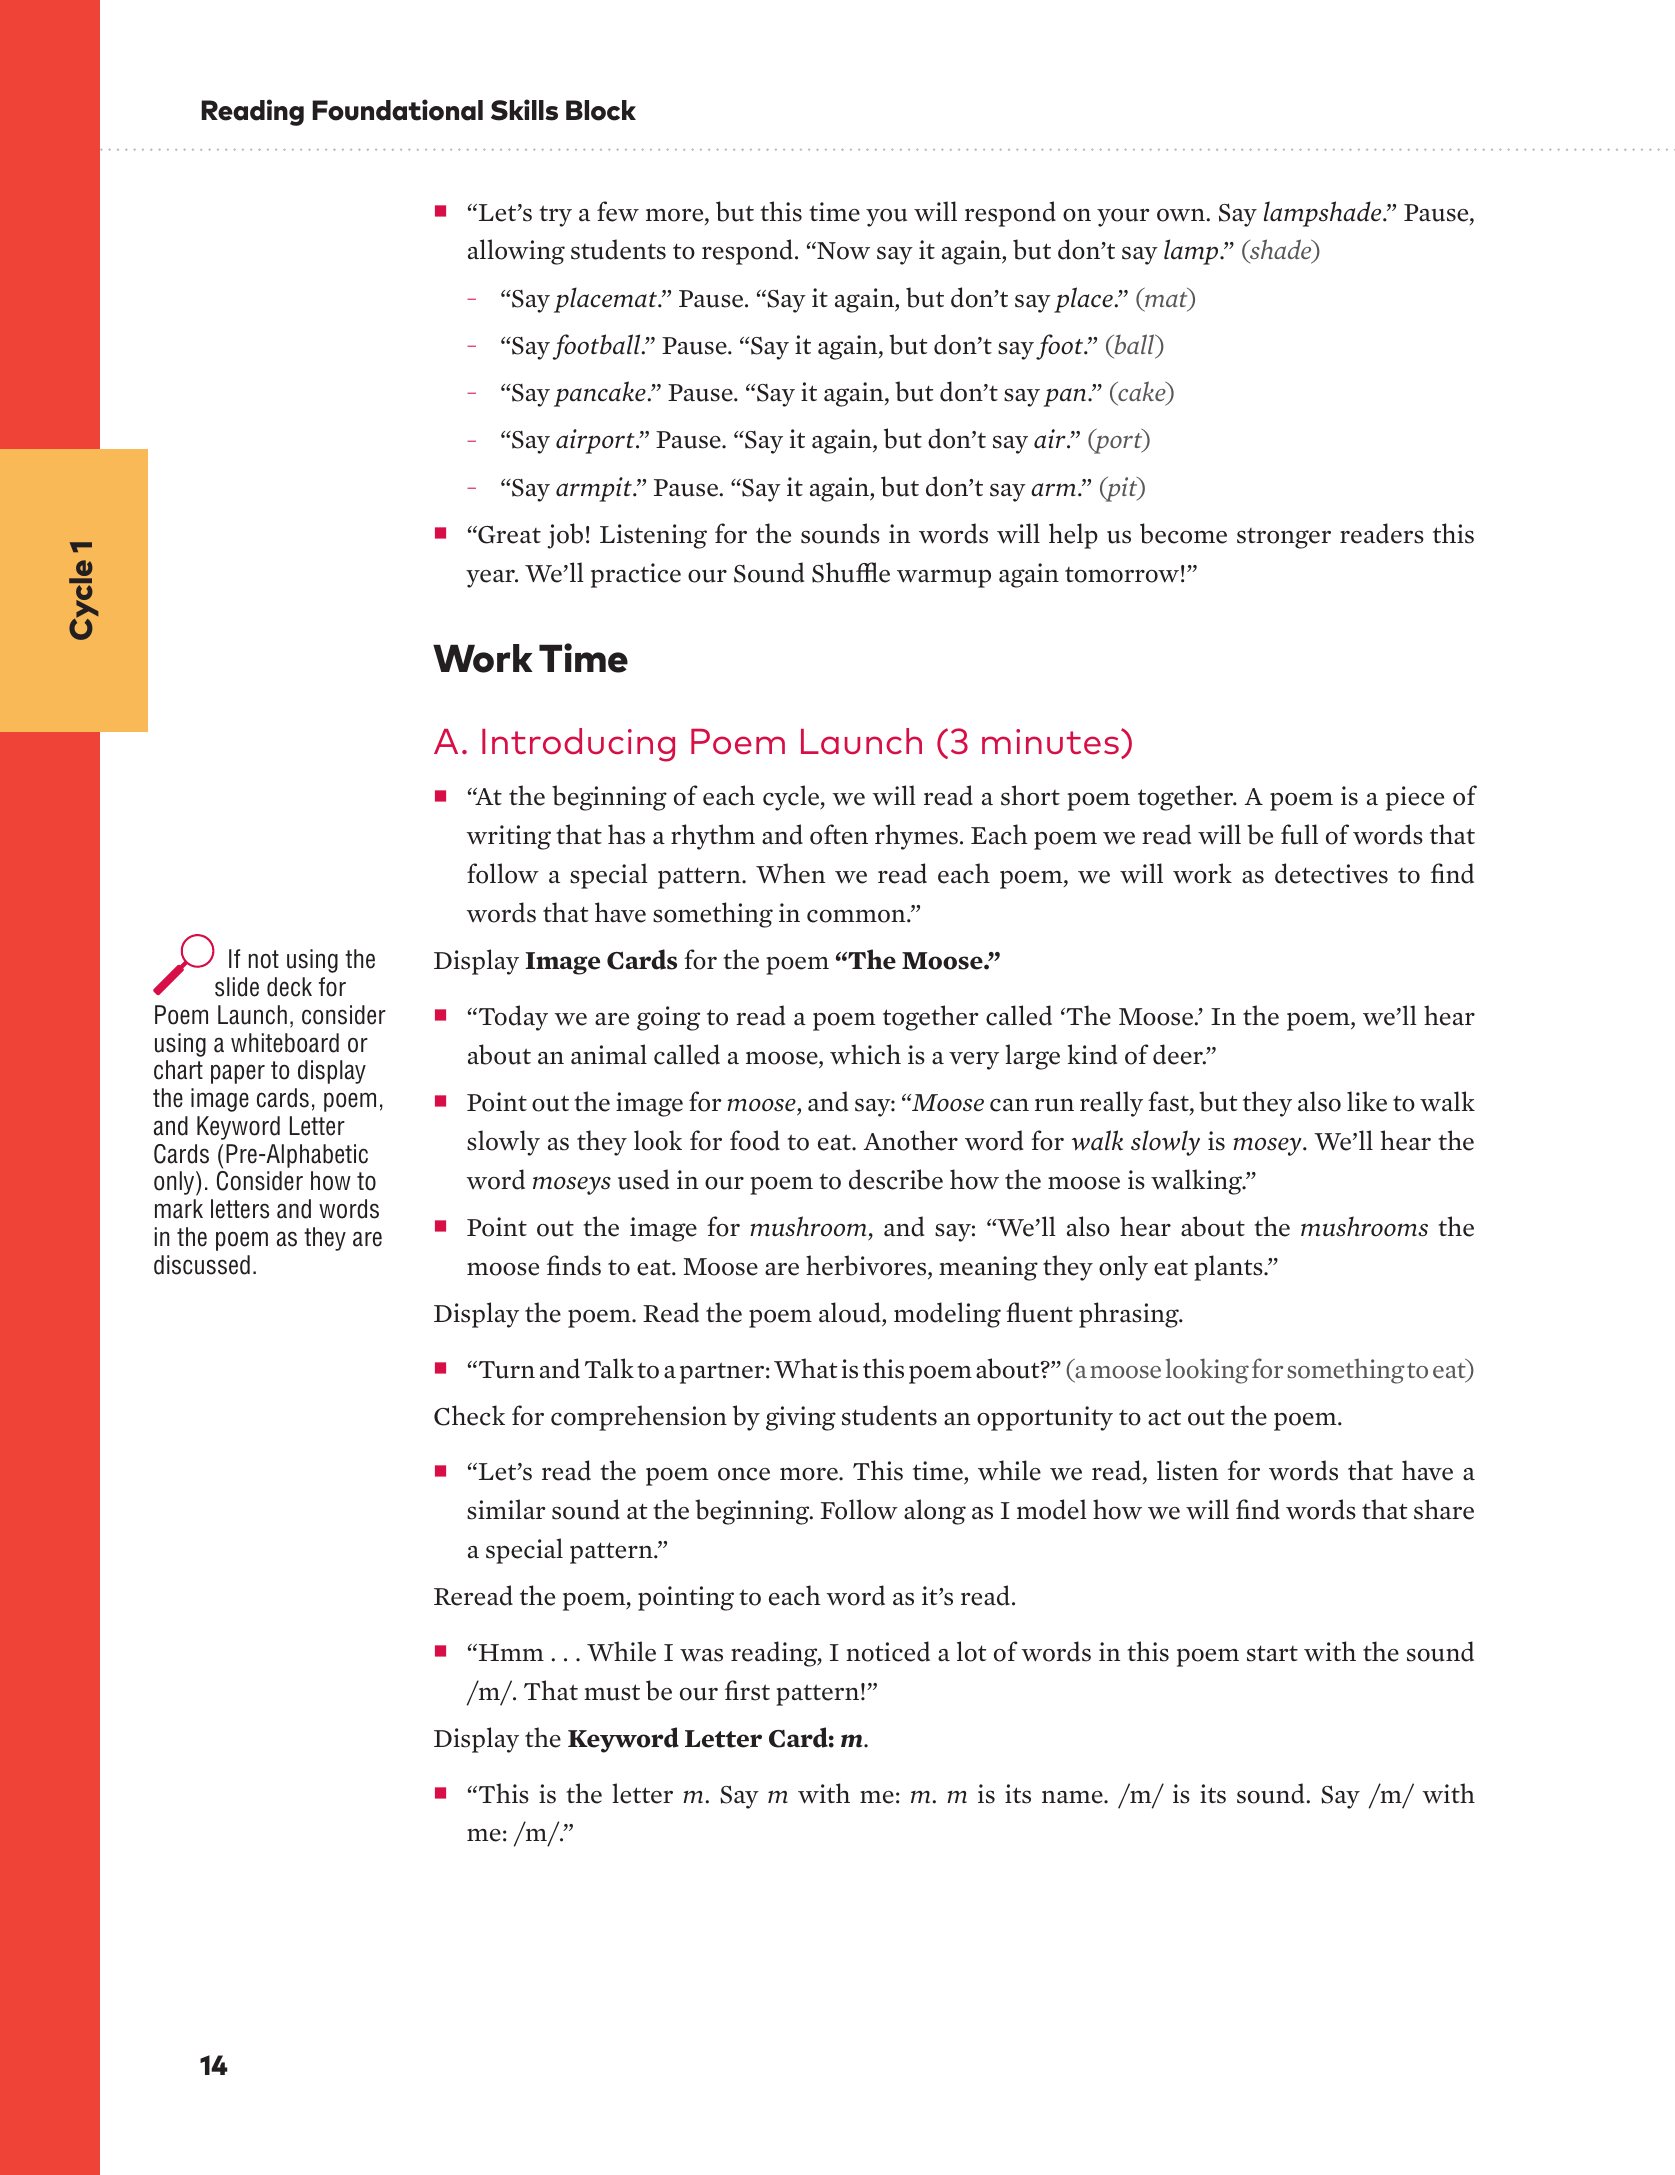 Reading Foundational Skills Block
■ “Let’s try a few more, but this time you will respond on your own. Say lampshade.” Pause,
allowing students to respond. “Now say it again, but don’t say lamp.” (shade)
– “Say placemat.” Pause. “Say it again, but don’t say place.” (mat)
– “Say football.” Pause. “Say it again, but don’t say foot.” (ball)
– “Say pancake.” Pause. “Say it again, but don’t say pan.” (cake)
– “Say airport.” Pause. “Say it again, but don’t say air.” (port)
– “Say armpit.” Pause. “Say it again, but don’t say arm.” (pit)
■ “Great job! Listening for the sounds in words will help us become stronger readers this
year. We’ll practice our Sound Shuffle warmup again tomorrow!”
Cycle 1
Work Time
A. Introducing Poem Launch (3 minutes)
■ “At the beginning of each cycle, we will read a short poem together. A poem is a piece of
writing that has a rhythm and often rhymes. Each poem we read will be full of words that
follow a special pattern. When we read each poem, we will work as detectives to find
words that have something in common.”
If not using the
slide deck for
Poem Launch, consider
using a whiteboard or
chart paper to display
the image cards, poem,
and Keyword Letter
Cards (Pre-Alphabetic
only). Consider how to
mark letters and words
in the poem as they are
discussed.
Display Image Cards for the poem “The Moose.”
■ “Today we are going to read a poem together called ‘The Moose.’ In the poem, we’ll hear
about an animal called a moose, which is a very large kind of deer.”
■ Point out the image for moose, and say: “Moose can run really fast, but they also like to walk
slowly as they look for food to eat. Another word for walk slowly is mosey. We’ll hear the
word moseys used in our poem to describe how the moose is walking.”
■ Point out the image for mushroom, and say: “We’ll also hear about the mushrooms the
moose finds to eat. Moose are herbivores, meaning they only eat plants.”
Display the poem. Read the poem aloud, modeling fluent phrasing.
■ “Turn and Talk to a partner: What is this poem about?” (a moose looking for something to eat)
Check for comprehension by giving students an opportunity to act out the poem.
■ “Let’s read the poem once more. This time, while we read, listen for words that have a
similar sound at the beginning. Follow along as I model how we will find words that share
a special pattern.”
Reread the poem, pointing to each word as it’s read.
■ “Hmm . . . While I was reading, I noticed a lot of words in this poem start with the sound
/m/. That must be our first pattern!”
Display the Keyword Letter Card: m.
■ “This is the letter m. Say m with me: m. m is its name. /m/ is its sound. Say /m/ with
me: /m/.”
14